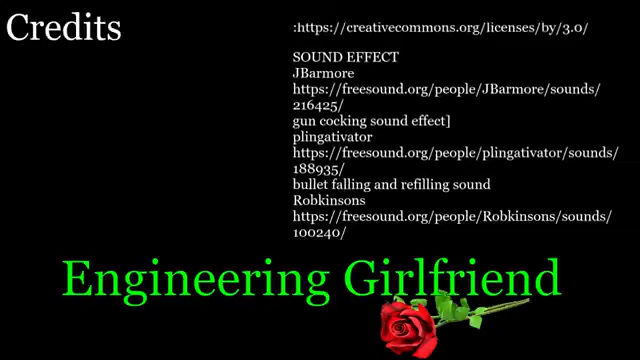 Credits
:https://creativecommons.org/licenses/by/3.0/
SOUND EFFECT
JBarmore
https://freesound.org/people/JBarmore/sounds/
216425/
gun cocking sound effect]
plingativator
https://freesound.org/people/plingativator/sounds/
188935/
bullet falling and refilling sound
Robkinsons
https://freesound.org/people/Robkinsons/sounds/
100240/
Engineering Girlfriend